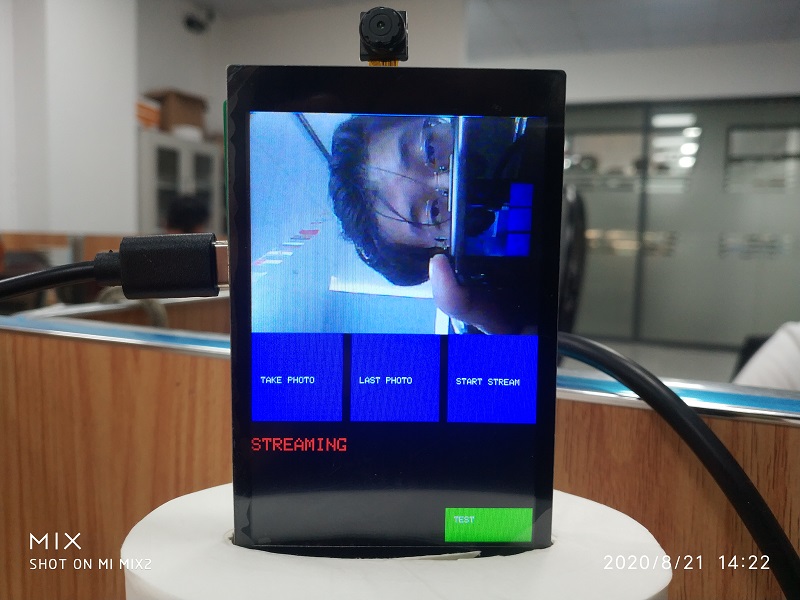 TAKE PHOTO
LAST PHOTO
START STREAM
STREAMING
TEST
MIX
SHOT ON MI MIX2
2020/8/21 14:22